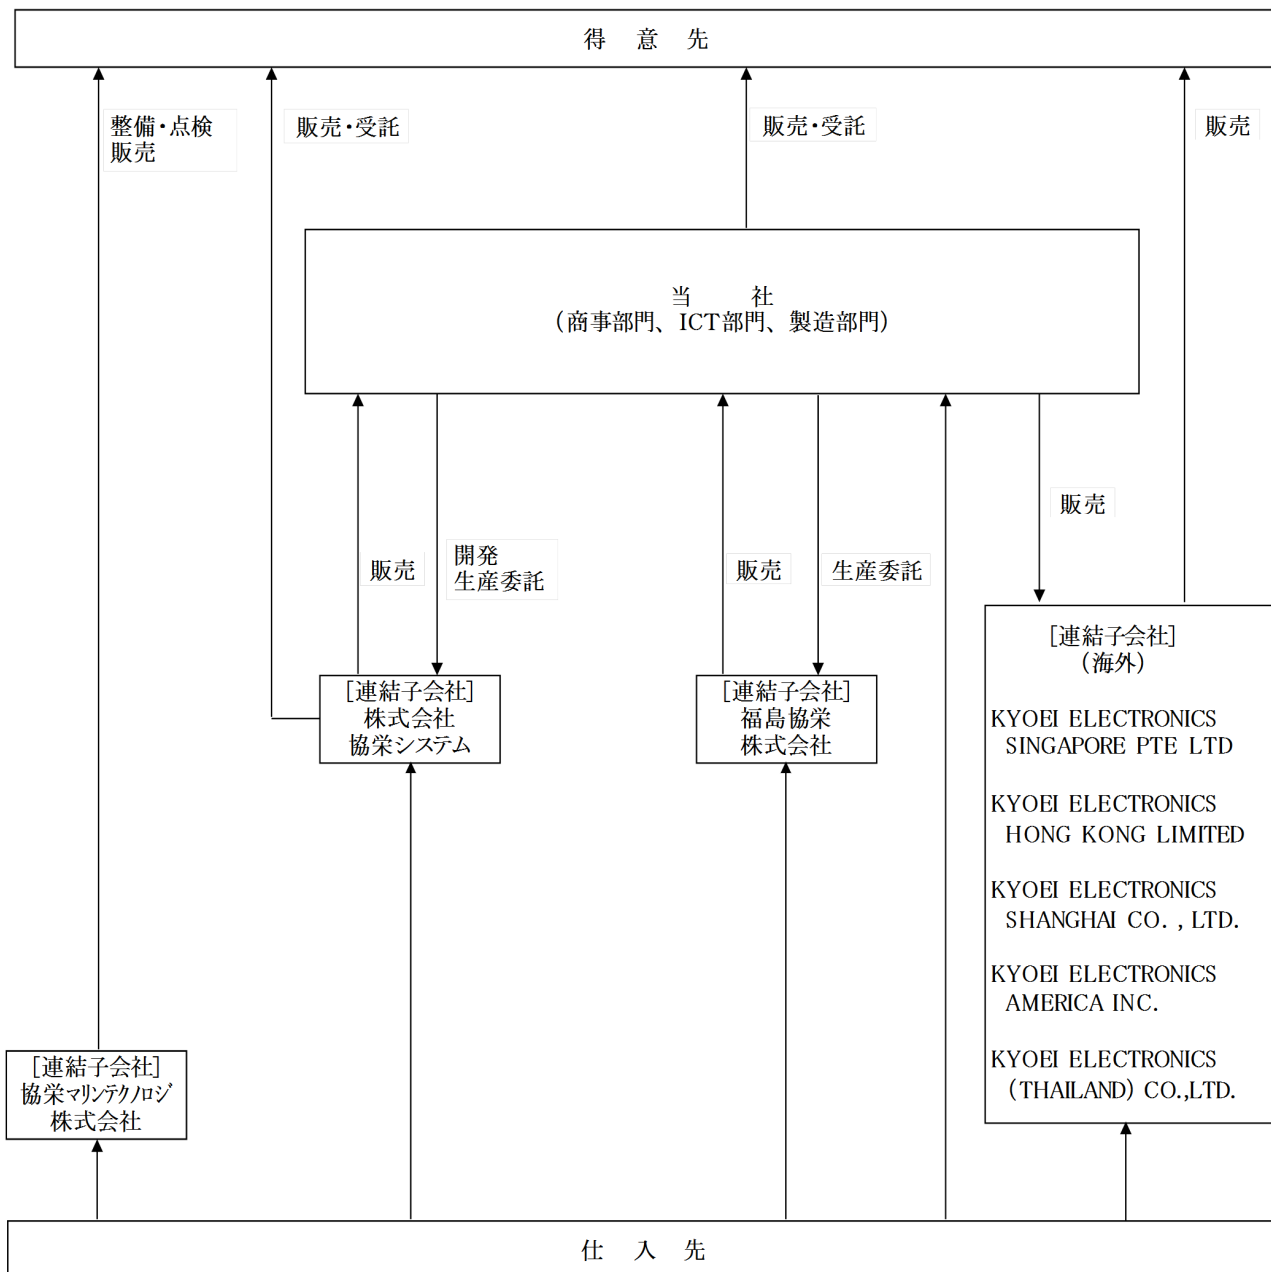 得 意 先
整備・点検
販売
販売・受託
販売・受託
販売
当 社
（商事部門、ICT部門、製造部門）
販売
開発
生産委託
販売
生産委託
販売
[連結子会社]
株式会社
協栄システム
[連結子会社]
福島協栄
株式会社
[連結子会社]
（海外）
KYOEI ELECTRONICS
SINGAPORE PTE LTD
KYOEI ELECTRONICS
HONG KONG LIMITED
KYOEI ELECTRONICS
SHANGHAI CO. , LTD.
KYOEI ELECTRONICS
AMERICA INC.
KYOEI ELECTRONICS
（THAILAND）CO.,LTD.
[連結子会社]
協栄マリンテクノロジ
株式会社
仕 入 先